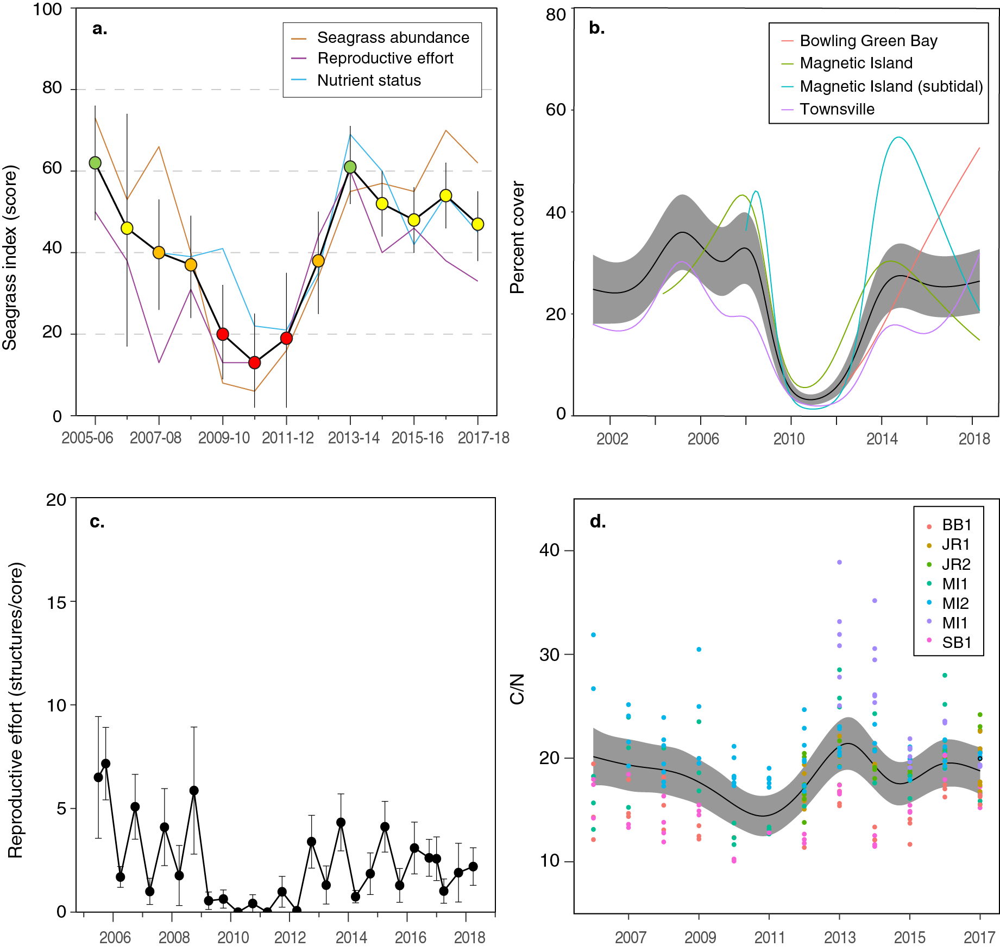 a.
Seagrass abundance
Reproductive effort
Nutrient status
Seagrass index (score)
100
80
60
40
20
0
2005-06 2007-08 2009-10 2011-12 2013-14 2015-16 2017-18
b.
Bowling Green Bay
Magnetic Island
Magnetic Island (subtidal)
Townsville
Percent cover
80
60
40
20
0
2002 2006 2010 2014 2018
c.
Reproductive effort (structures/core)
20
15
10
5
0
2006 2008 2010 2012 2014 2016 2018
d.
BB1
JR1
JR2
MI1
MI2
MI1
SB1
C/N
40
30
20
10
2007 2009 2011 2013 2015 2017